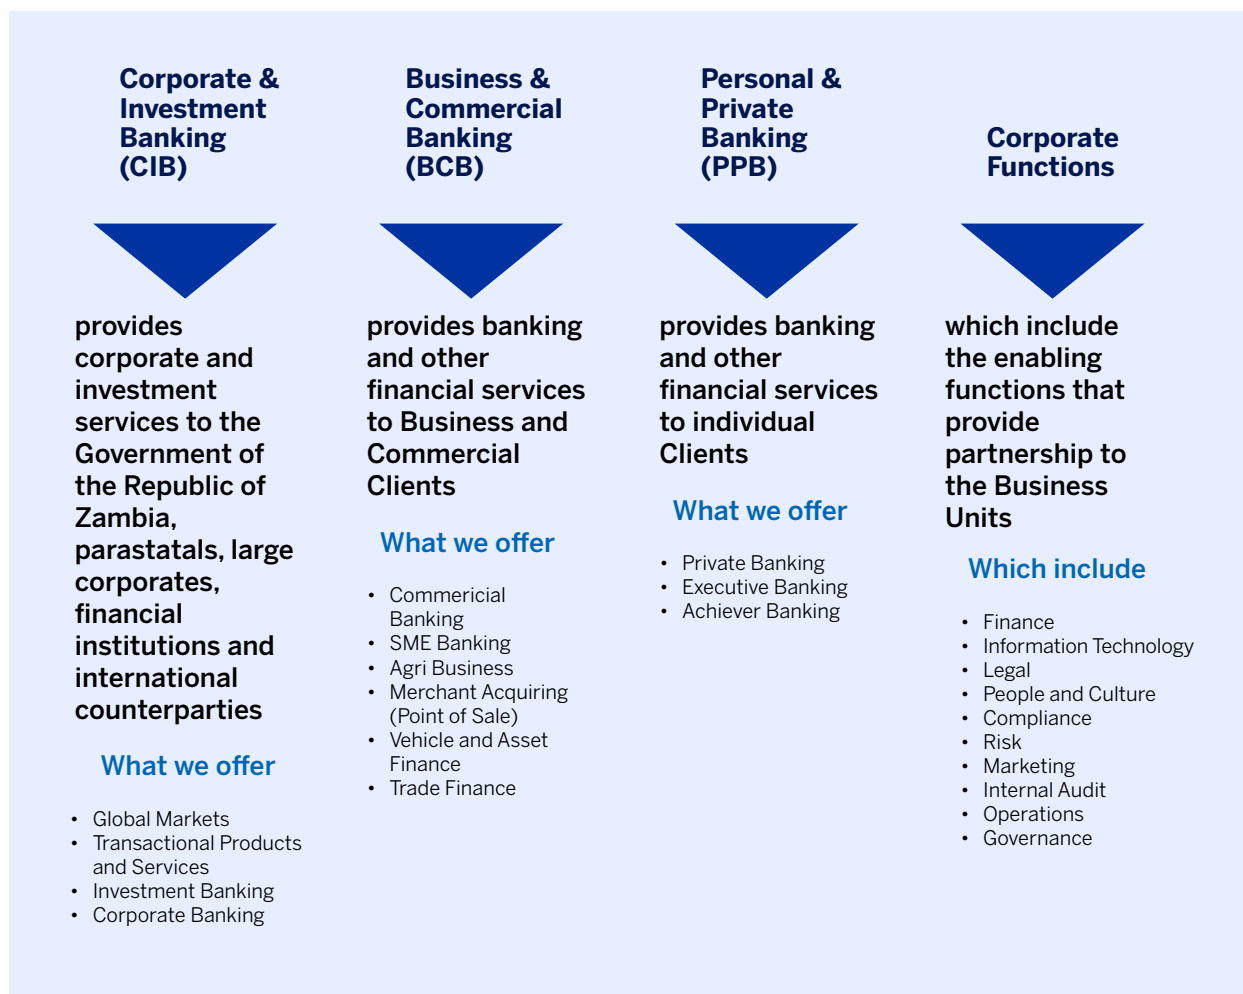 Corporate &
Investment
Banking
(CIB)
provides
corporate and
investment
services to the
Government of
the Republic of
Zambia,
parastatals, large
corporates,
financial
institutions and
international
counterparties
What we offer
• Global Markets
• Transactional Products
and Services
• Investment Banking
• Corporate Banking
Business &
Commercial
Banking
(BCB)
provides banking
and other
financial services
to Business and
Commercial
Clients
What we offer
• Commericial
Banking
• SME Banking
• Agri Business
• Merchant Acquiring
(Point of Sale)
• Vehicle and Asset
Finance
• Trade Finance
Personal &
Private
Banking
(PPB)
provides banking
and other
financial services
to individual
Clients
What we offer
• Private Banking
• Executive Banking
• Achiever Banking
Corporate
Functions
which include
the enabling
functions that
provide
partnership to
the Business
Units
Which include
• Finance
• Information Technology
• Legal
• People and Culture
• Compliance
• Risk
• Marketing
• Internal Audit
• Operations
• Governance